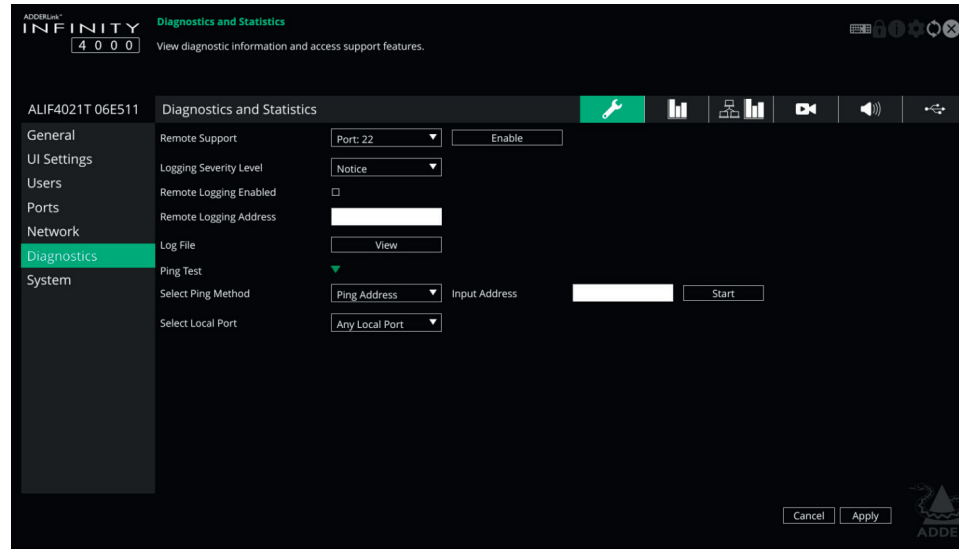 ADDERLink™
INFINITY
4000
Diagnostics and Statistics
View diagnostic information and access support features.
ALIF4021T 06E511
Diagnostics and Statistics
General
UI Settings
Users
Ports
Network
Diagnostics
System
Remote Support
Port: 22
Enable
Logging Severity Level
Notice
Remote Logging Enabled
Remote Logging Address
Log File
View
Ping Test
Select Ping Method
Ping Address
Input Address
Start
Select Local Port
Any Local Port
Cancel
Apply
ADDE